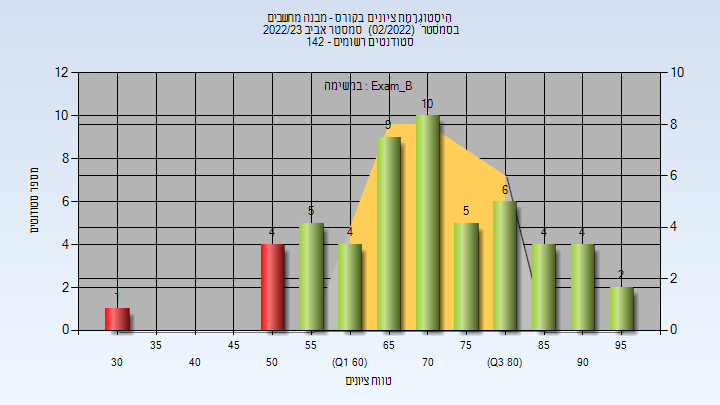 היסטוגרמת ציונים בקורס - מבנה מחשבים
בסמסטר (02/2022) סמסטר אביב 2022/23
סטודנטים רשומים - 142
במשימה : Exam_B
12 10
10 8
8 6
6 4
4 2
2 0
0
1 4 5 4 9 10 5 6 4 4 2
מספר סטודנטים
35 45 55 65 75 85 95
30 40 50 (Q1 60) 70 (Q3 80) 90
טווח ציונים